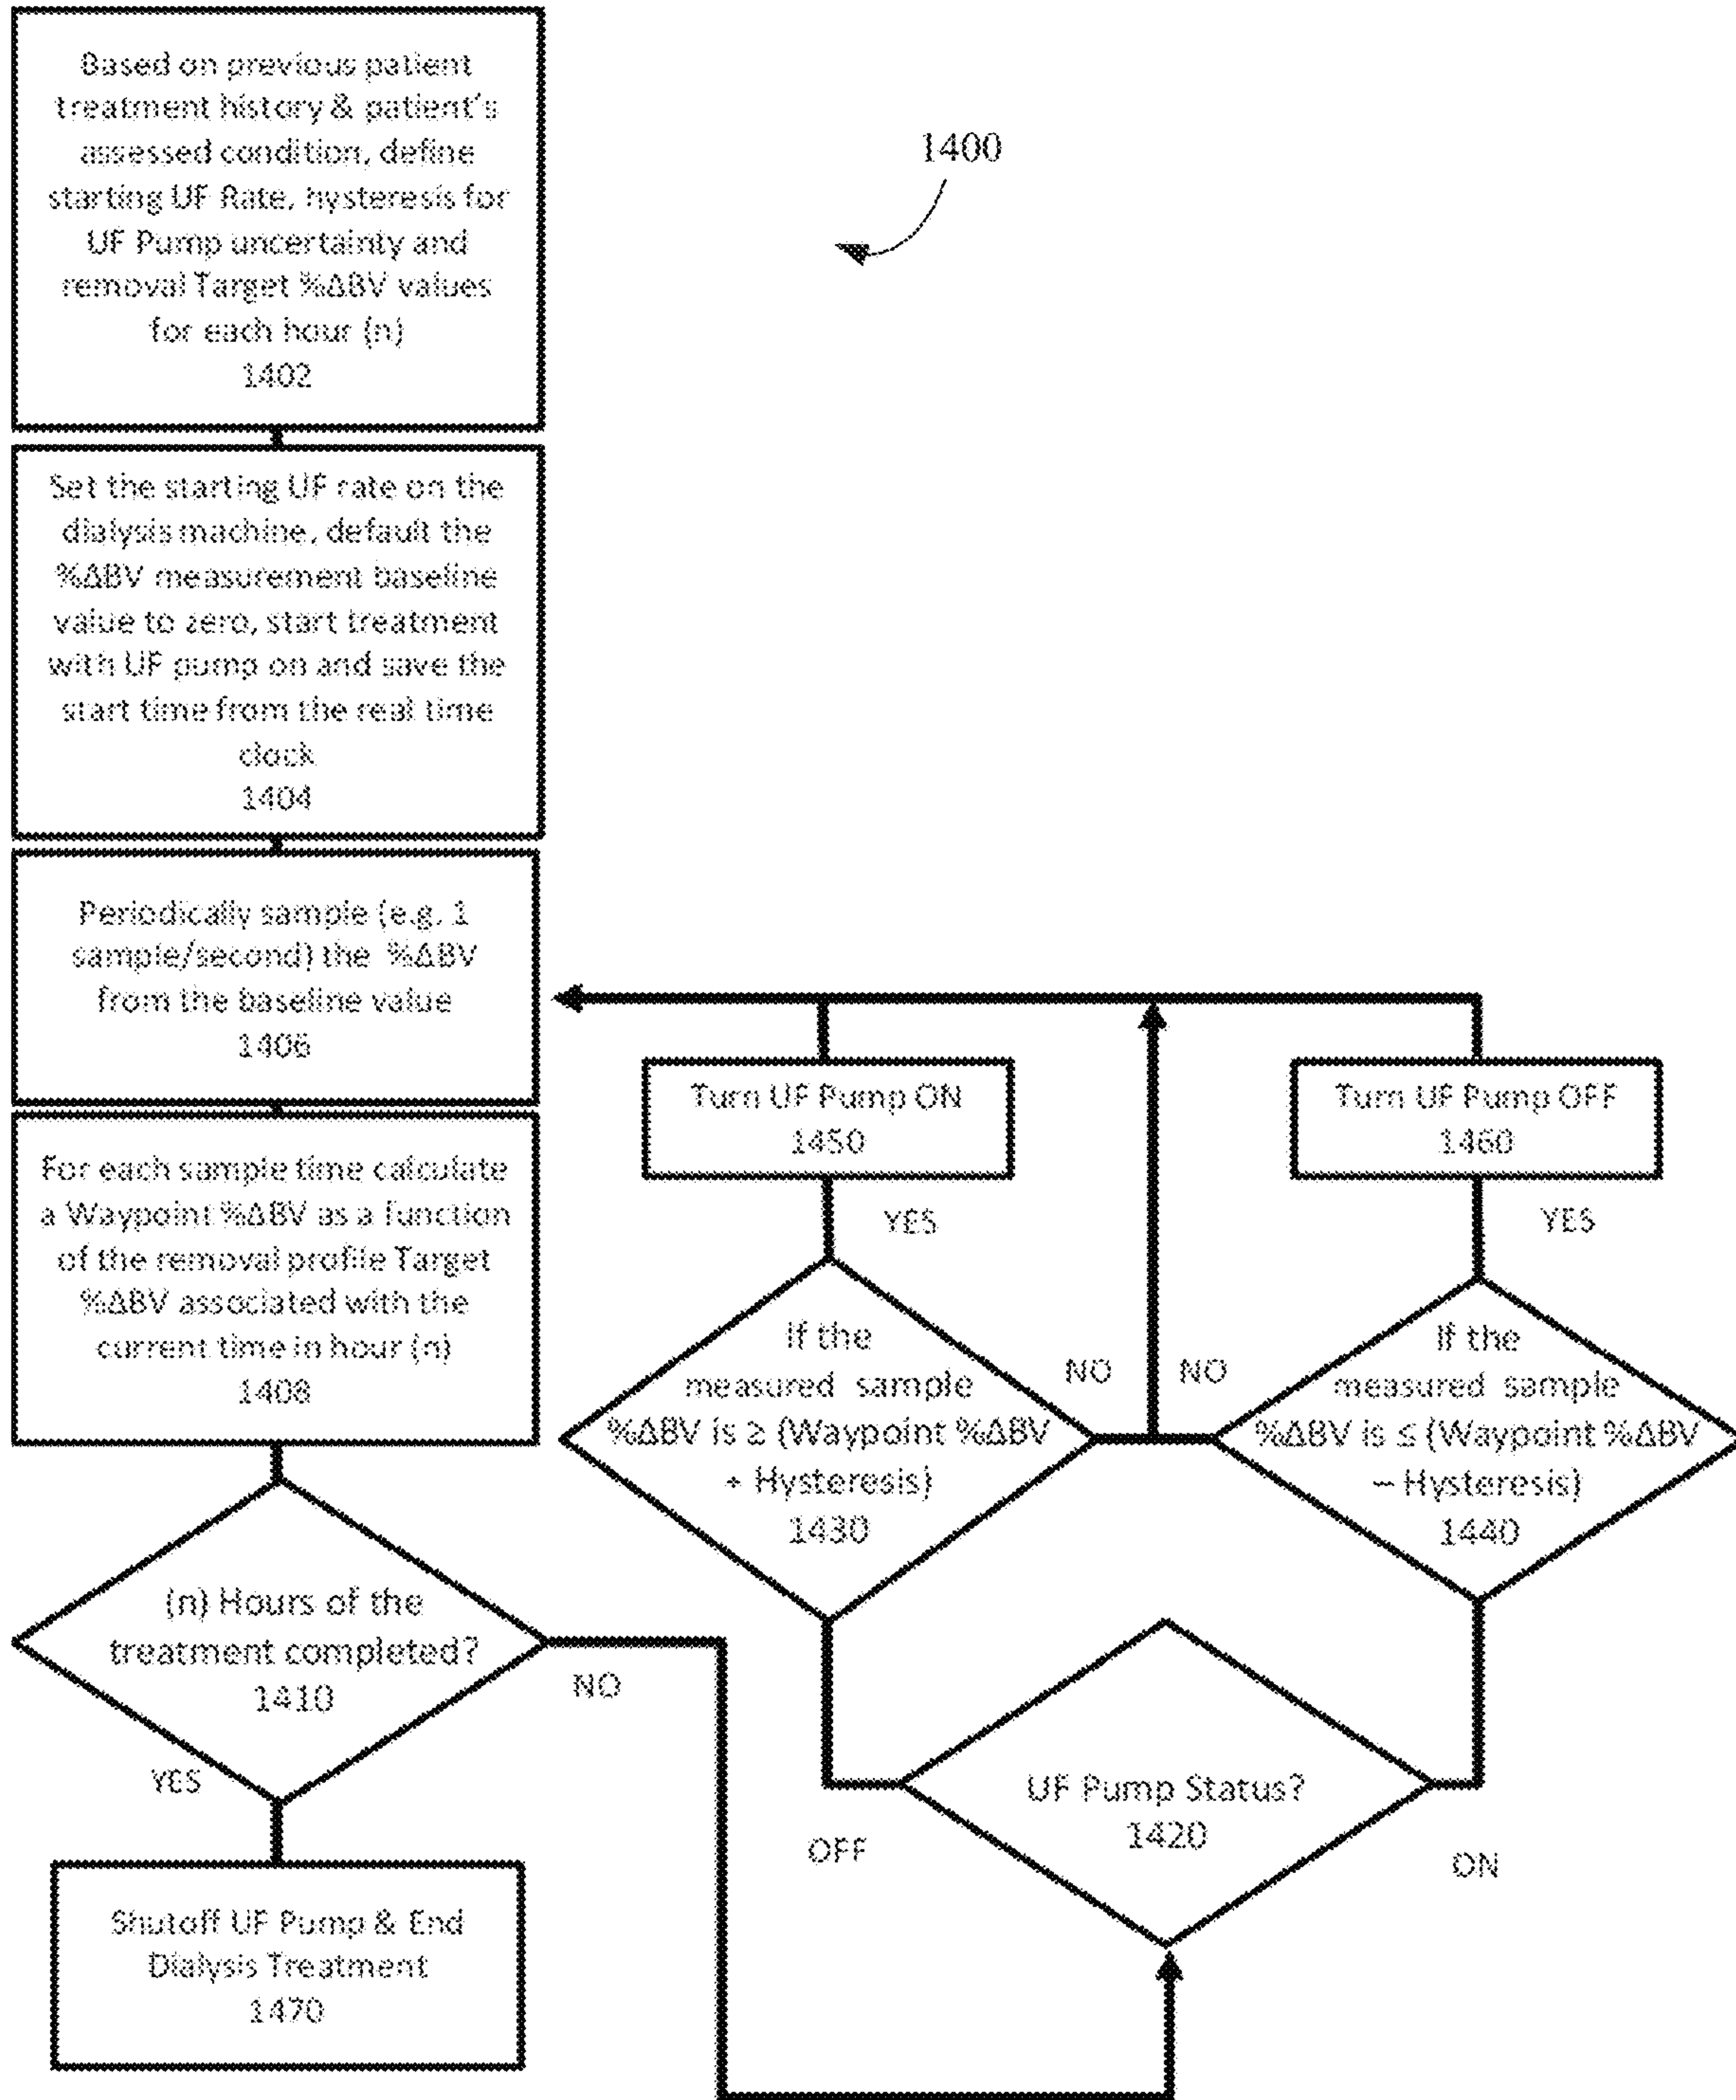 Based on previous patient
treatment history & patient's
assessed condition, define
starting UF Rate, hysteresis for
UF Pump uncertainty and
removal Target %ΔBV values
for each hour (n)
1402
1400
Set the starting UF rate on the
dialysis machine, default the
%ΔBV measurement baseline
value to zero, start treatment
with UF pump on and save the
start time from the real time
clock
1404
Periodically sample (e.g. 1
sample/second) the %ΔBV
from the baseline value
1406
For each sample time calculate
a Waypoint %ΔBV as a function
of the removal profile Target
%ΔBV associated with the
current time in hour (n)
1408
(n) Hours of the
treatment completed?
1410
NO
YES
Shutoff UF Pump & End
Dialysis Treatment
1470
Turn UF Pump ON
1450
YES
If the
measured sample
%ΔBV is ≥ (Waypoint %ΔBV
+ Hysteresis)
1430
NO
NO
Turn UF Pump OFF
1460
YES
If the
measured sample
%ΔBV is ≤ (Waypoint %ΔBV
– Hysteresis)
1440
UF Pump Status?
1420
OFF
ON